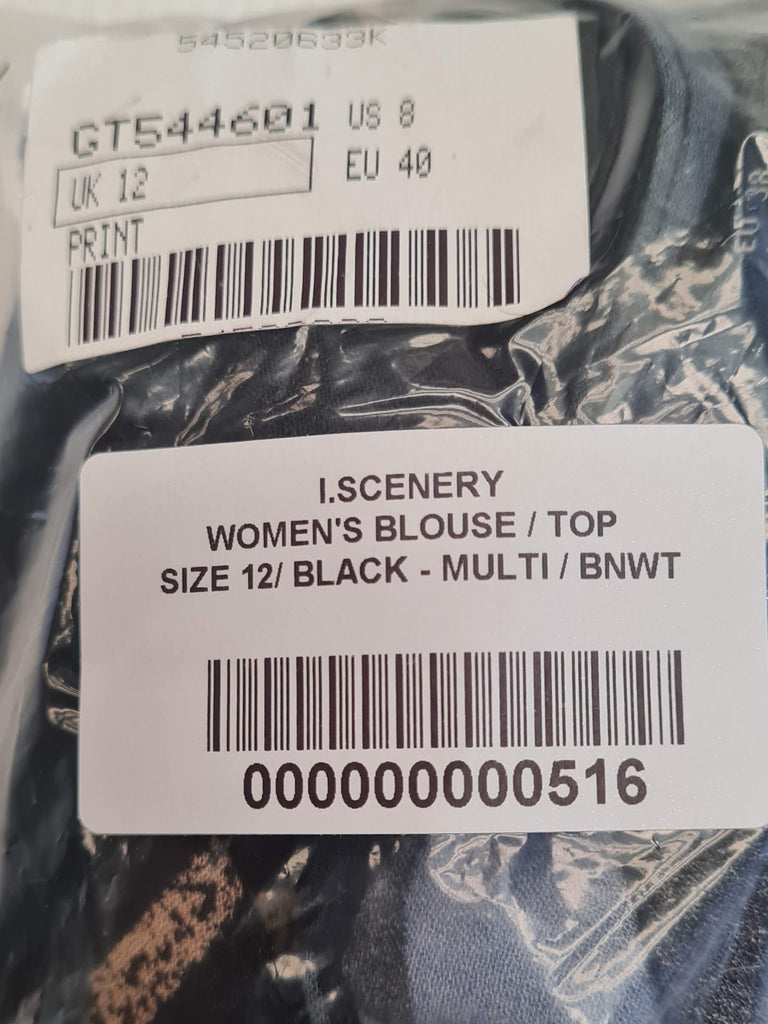 54520633K
GT544601 US 8
UK 12 EU 40
PRINT
I.SCENERY
WOMEN'S BLOUSE / TOP
SIZE 12/ BLACK - MULTI / BNWT
000000000516